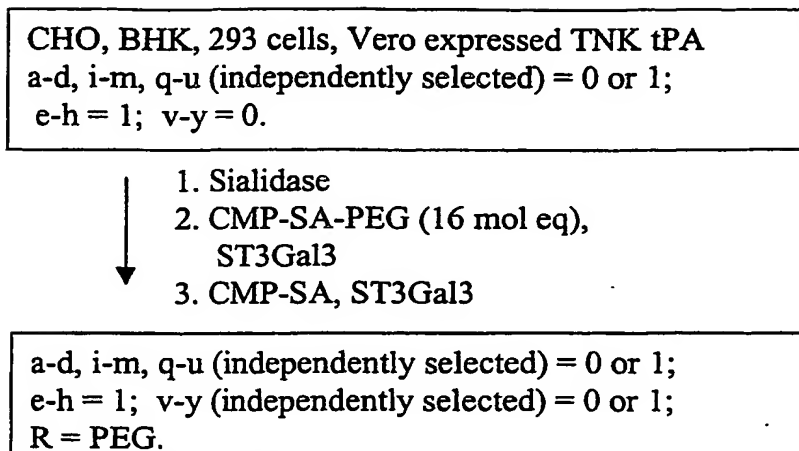 CHO, BHK, 293 cells, Vero expressed TNK tPA
a-d, i-m, q-u (independently selected) = 0 or 1;
e-h = 1; v-y = 0.
1. Sialidase
2. CMP-SA-PEG (16 mol eq),
ST3Gal3
3. CMP-SA, ST3Gal3
a-d, i-m, q-u (independently selected) = 0 or 1;
e-h = 1; v-y (independently selected) = 0 or 1;
R = PEG.